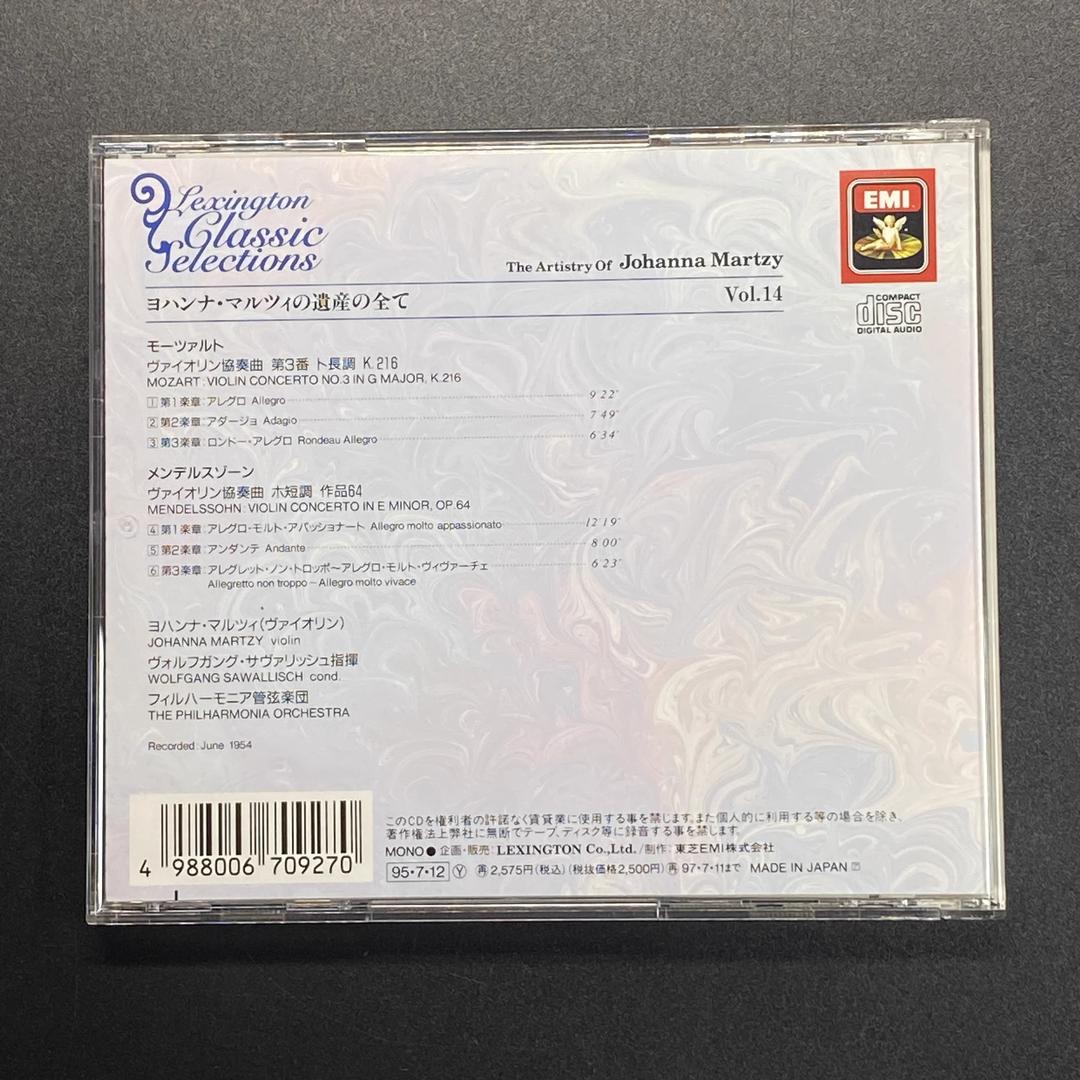 Lexington
Classic
Selections
EMI
The Artistry Of Johanna Martzy
ヨハンナ・マルツィの遺産の全て
Vol.14
COMPACT
disc
DIGITAL AUDIO
モーツァルト
ヴァイオリン協奏曲 第3番 ト長調 K.216
MOZART:VIOLIN CONCERTO NO.3 IN G MAJOR, K.216
1 第1楽章:アレグロ Allegro 9'22"
2 第2楽章:アダージョ Adagio 7'49"
3 第3楽章:ロンドー・アレグロ Rondeau Allegro 6'34"
メンデルスゾーン
ヴァイオリン協奏曲 ホ短調 作品64
MENDELSSOHN:VIOLIN CONCERTO IN E MINOR, OP.64
4 第1楽章:アレグロ・モルト・アパッショナート Allegro molto appassionato 12'19"
5 第2楽章:アンダンテ Andante 8'00"
6 第3楽章:アレグレット・ノン・トロッポ〜アレグロ・モルト・ヴィヴァーチェ 6'23"
Allegretto non troppo〜Allegro molto vivace
ヨハンナ・マルツィ(ヴァイオリン)
JOHANNA MARTZY violin
ヴォルフガング・サヴァリッシュ指揮
WOLFGANG SAWALLISCH cond.
フィルハーモニア管弦楽団
THE PHILHARMONIA ORCHESTRA
Recorded:June 1954
このCDを権利者の許諾なく賃貸業に使用する事を禁じます。また個人的に利用する等の場合を除き、
著作権法上弊社に無断でテープ、ディスク等に録音する事を禁じます。
MONO● 企画・販売:LEXINGTON Co.,Ltd./制作:東芝EMI株式会社
95・7・12 Ⓨ 再 2,575円(税込)(税抜価格2,500円) 再 97・7・11まで MADE IN JAPAN
4 988006 709270